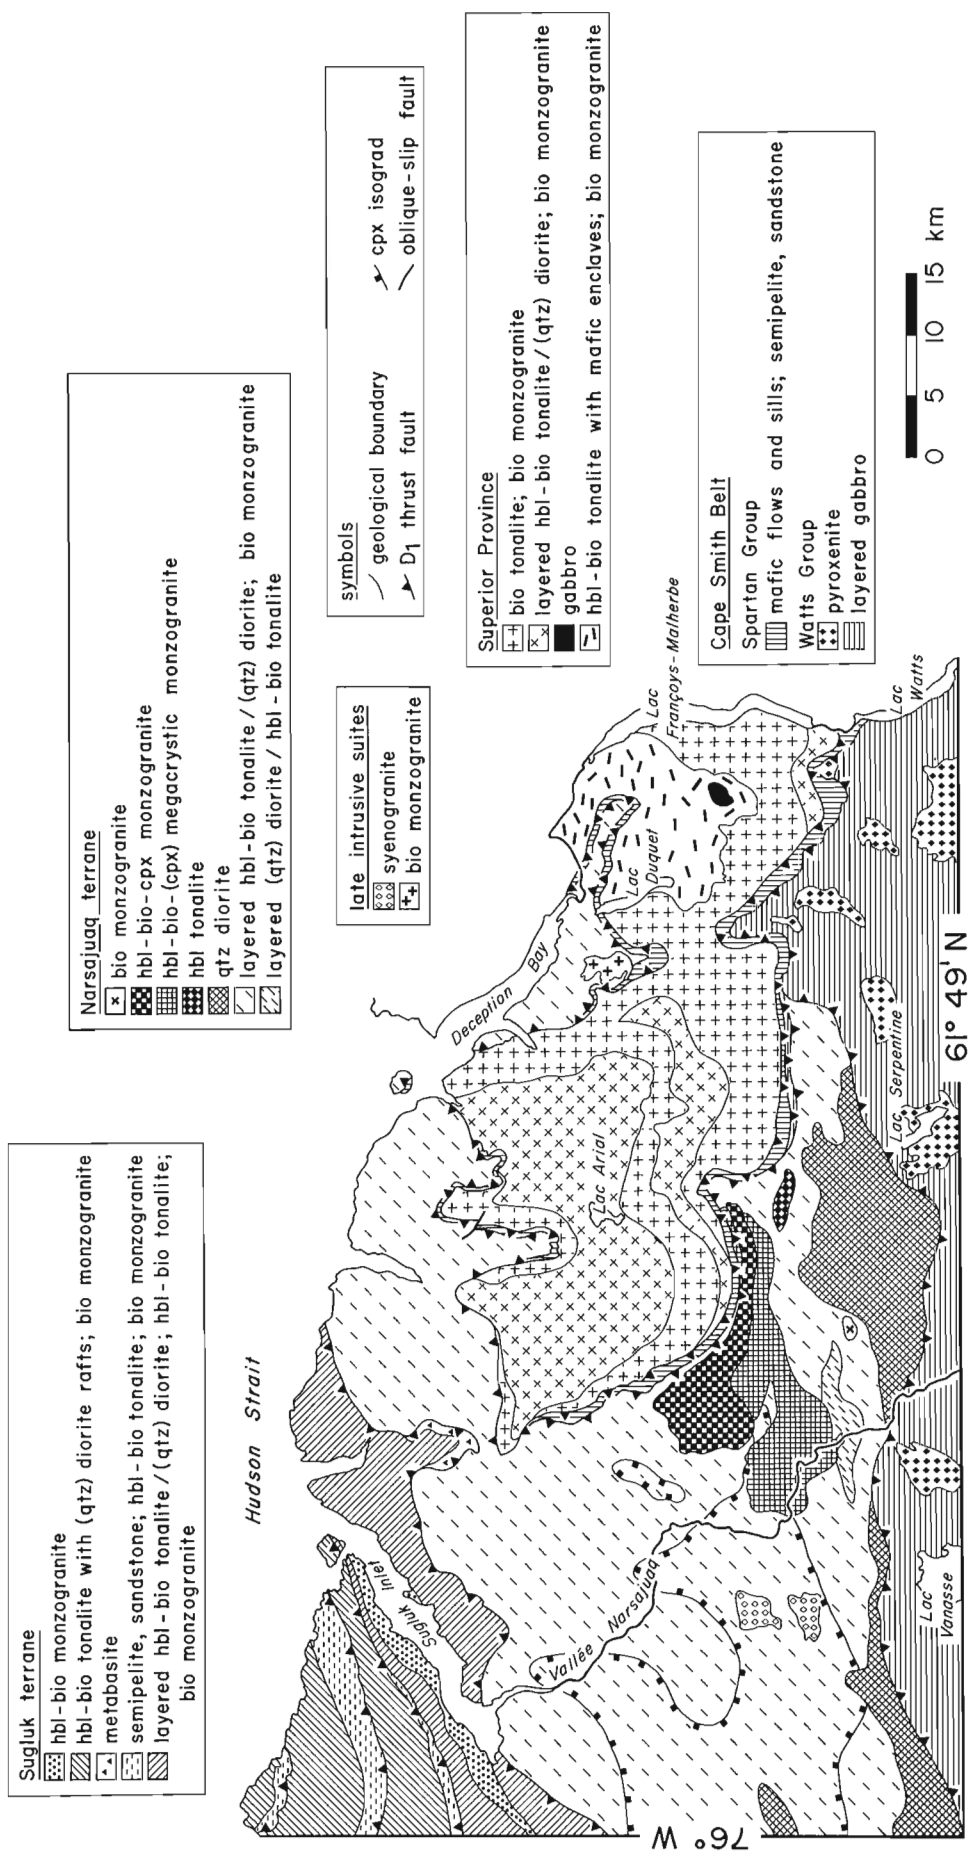 Sugluk terrane
hbl-bio monzogranite
hbl-bio tonalite with (qtz) diorite rafts; bio monzogranite
metabasite
semipelite, sandstone; hbl-bio tonalite; bio monzogranite
layered hbl-bio tonalite/(qtz) diorite; hbl-bio tonalite;
bio monzogranite
Narsajuaq terrane
bio monzogranite
hbl-bio-cpx monzogranite
hbl-bio-(cpx) megacrystic monzogranite
hbl tonalite
qtz diorite
layered hbl-bio tonalite/(qtz) diorite; bio monzogranite
layered (qtz) diorite/hbl-bio tonalite
symbols
geological boundary
D1 thrust fault
cpx isograd
oblique-slip fault
late intrusive suites
syenogranite
bio monzogranite
Superior Province
bio tonalite; bio monzogranite
layered hbl-bio tonalite/(qtz) diorite; bio monzogranite
gabbro
hbl-bio tonalite with mafic enclaves; bio monzogranite
Cape Smith Belt
Spartan Group
mafic flows and sills; semipelite, sandstone
Watts Group
pyroxenite
layered gabbro
0 5 10 15 km
Hudson Strait
Sugluk Inlet
Deception Bay
Vallée Narsajuaq
Lac Arial
Lac
Duquet
Lac
Françoys-Malherbe
Lac
Watts
Lac Serpentine
Lac
Vanasse
76° W
61° 49' N